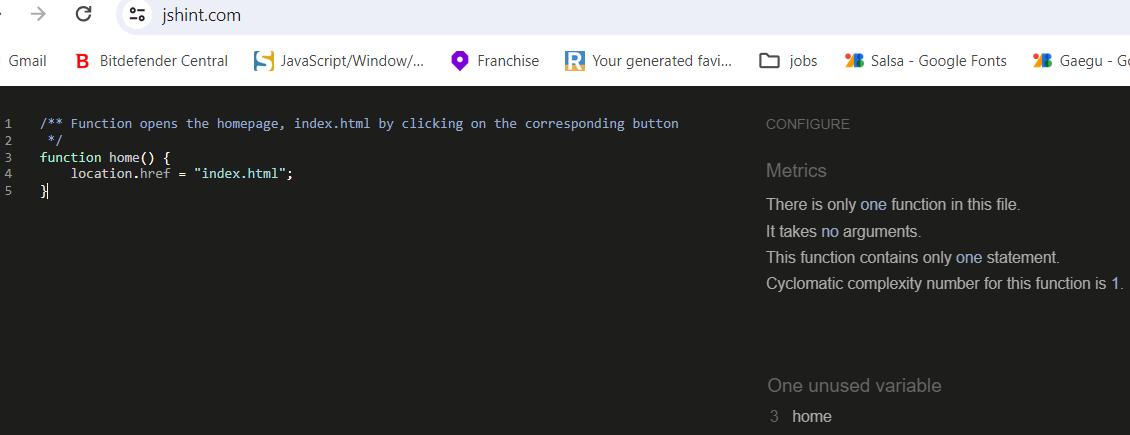 jshint.com
Gmail B Bitdefender Central S JavaScript/Window/... Franchise R Your generated favi... jobs Salsa - Google Fonts Gaegu - G
1 /** Function opens the homepage, index.html by clicking on the corresponding button
2 */
3 function home() {
4 location.href = "index.html";
5 }
CONFIGURE
Metrics
There is only one function in this file.
It takes no arguments.
This function contains only one statement.
Cyclomatic complexity number for this function is 1.
One unused variable
3 home